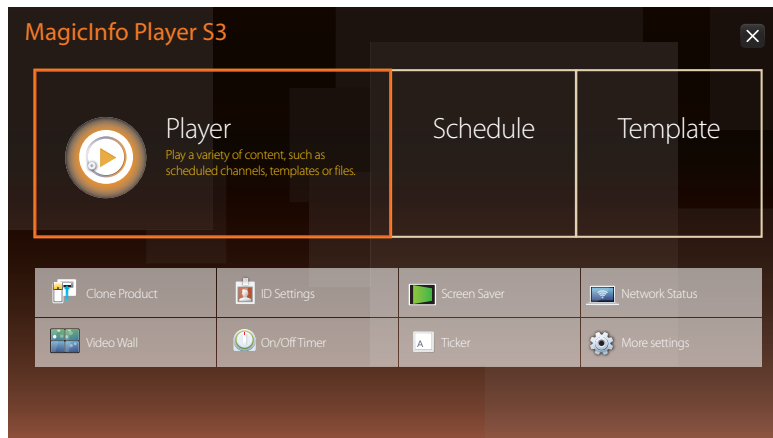 MagicInfo Player S3
Player
Play a variety of content, such as
scheduled channels, templates or files.
Schedule
Template
Clone Product
ID Settings
Screen Saver
Network Status
Video Wall
On/Off Timer
A
Ticker
More settings